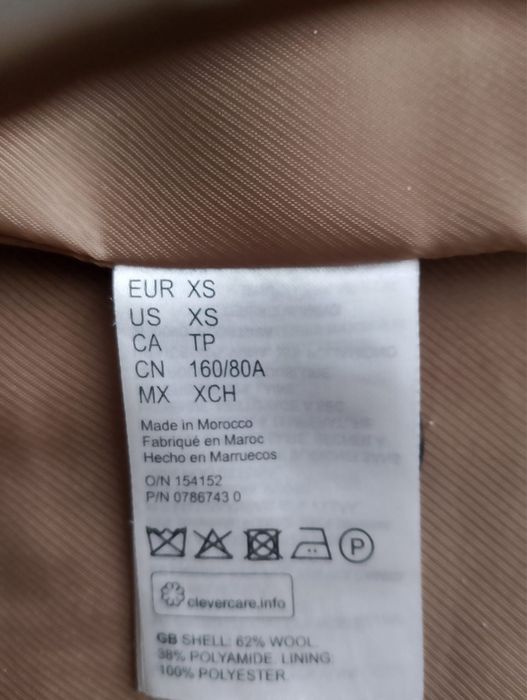 EUR XS
US XS
CA TP
CN 160/80A
MX XCH
Made in Morocco
Fabriqué en Maroc
Hecho en Marruecos
O/N 154152
P/N 0786743 0
P
clevercare.info
GB SHELL: 62% WOOL.
38% POLYAMIDE. LINING:
100% POLYESTER.